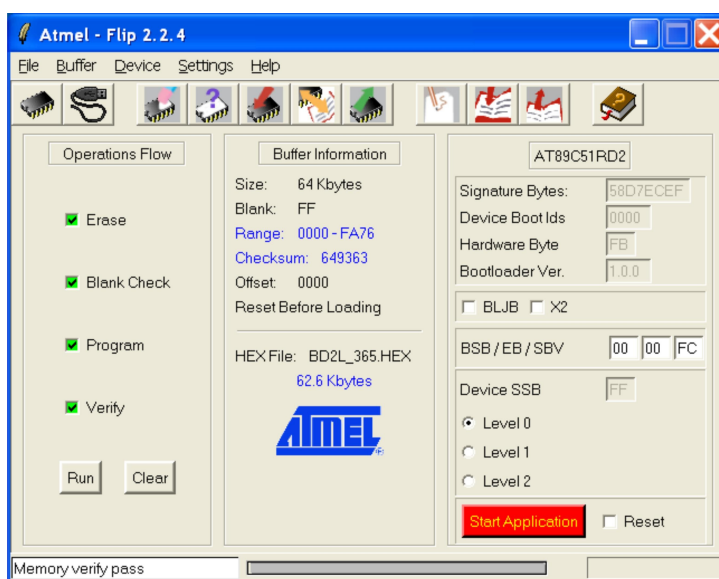 Atmel - Flip 2.2.4
File Buffer Device Settings Help
Operations Flow
Erase
Blank Check
Program
Verify
Run Clear
Buffer Information
Size: 64 Kbytes
Blank: FF
Range: 0000 - FA76
Checksum: 649363
Offset: 0000
Reset Before Loading
HEX File: BD2L_365.HEX
62.6 Kbytes
ATMEL
AT89C51RD2
Signature Bytes: 58D7ECEF
Device Boot Ids 0000
Hardware Byte FB
Bootloader Ver. 1.0.0
BLJB X2
BSB / EB / SBV 00 00 FC
Device SSB FF
Level 0
Level 1
Level 2
Start Application Reset
Memory verify pass